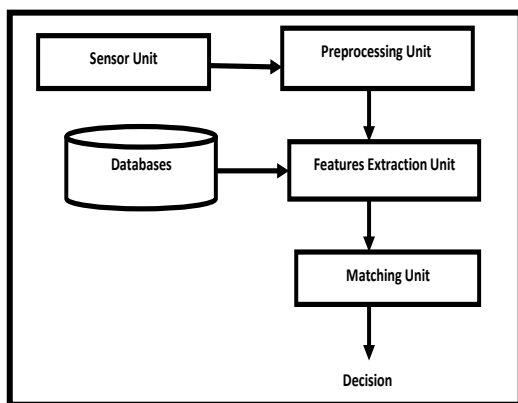 Sensor Unit
Preprocessing Unit
Databases
Features Extraction Unit
Matching Unit
Decision